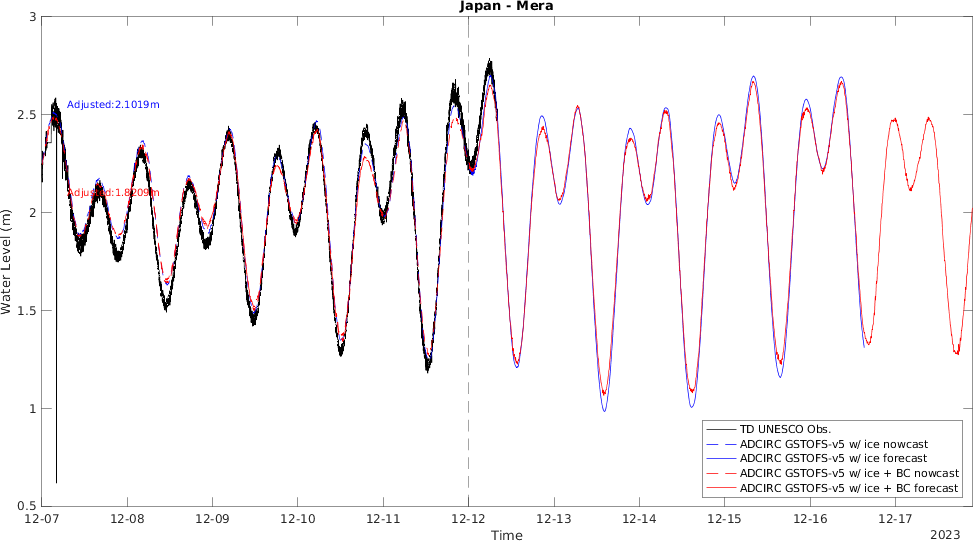 Japan - Mera
3
2.5
2
1.5
1
0.5
Water Level (m)
Adjusted:2.1019m
Adjusted:1.8209m
TD UNESCO Obs.
ADCIRC GSTOFS-v5 w/ ice nowcast
ADCIRC GSTOFS-v5 w/ ice forecast
ADCIRC GSTOFS-v5 w/ ice + BC nowcast
ADCIRC GSTOFS-v5 w/ ice + BC forecast
12-07 12-08 12-09 12-10 12-11 12-12 12-13 12-14 12-15 12-16 12-17
Time
2023